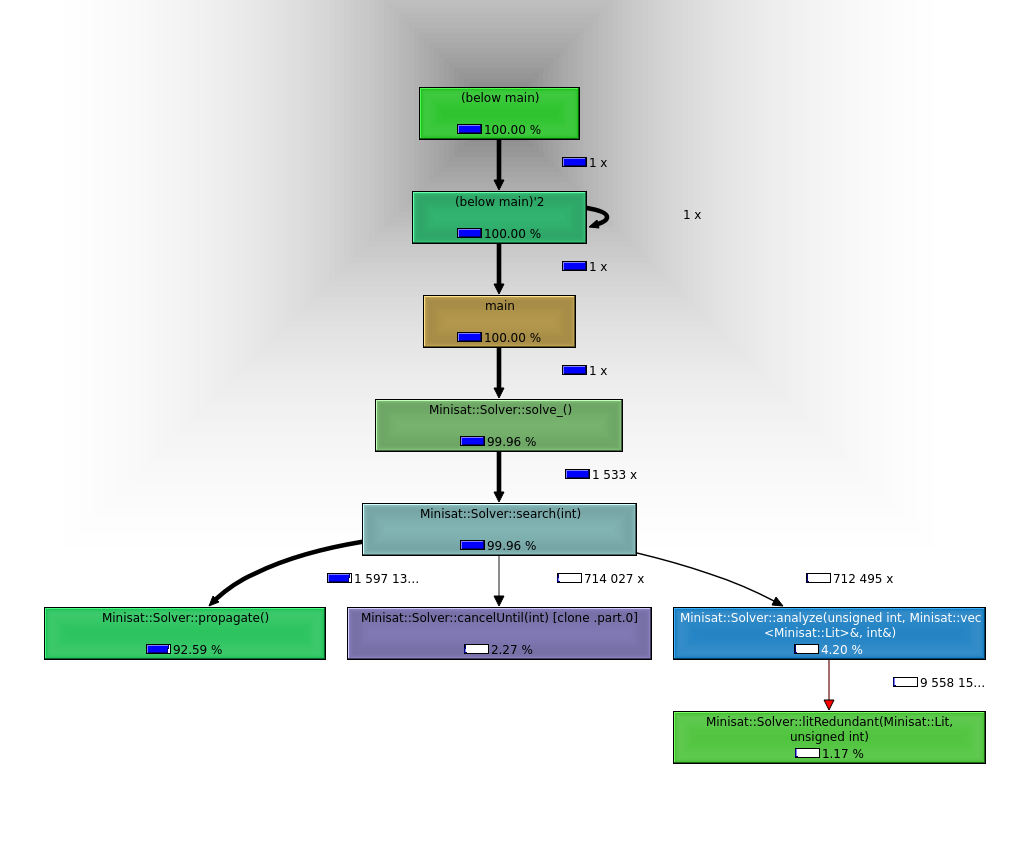 (below main)
100.00 %
1 x
(below main)'2
100.00 %
1 x
1 x
main
100.00 %
1 x
Minisat::Solver::solve_()
99.96 %
1 533 x
Minisat::Solver::search(int)
99.96 %
1 597 13...
714 027 x
712 495 x
Minisat::Solver::propagate()
92.59 %
Minisat::Solver::cancelUntil(int) [clone .part.0]
2.27 %
Minisat::Solver::analyze(unsigned int, Minisat::vec
<Minisat::Lit>&, int&)
4.20 %
9 558 15...
Minisat::Solver::litRedundant(Minisat::Lit,
unsigned int)
1.17 %